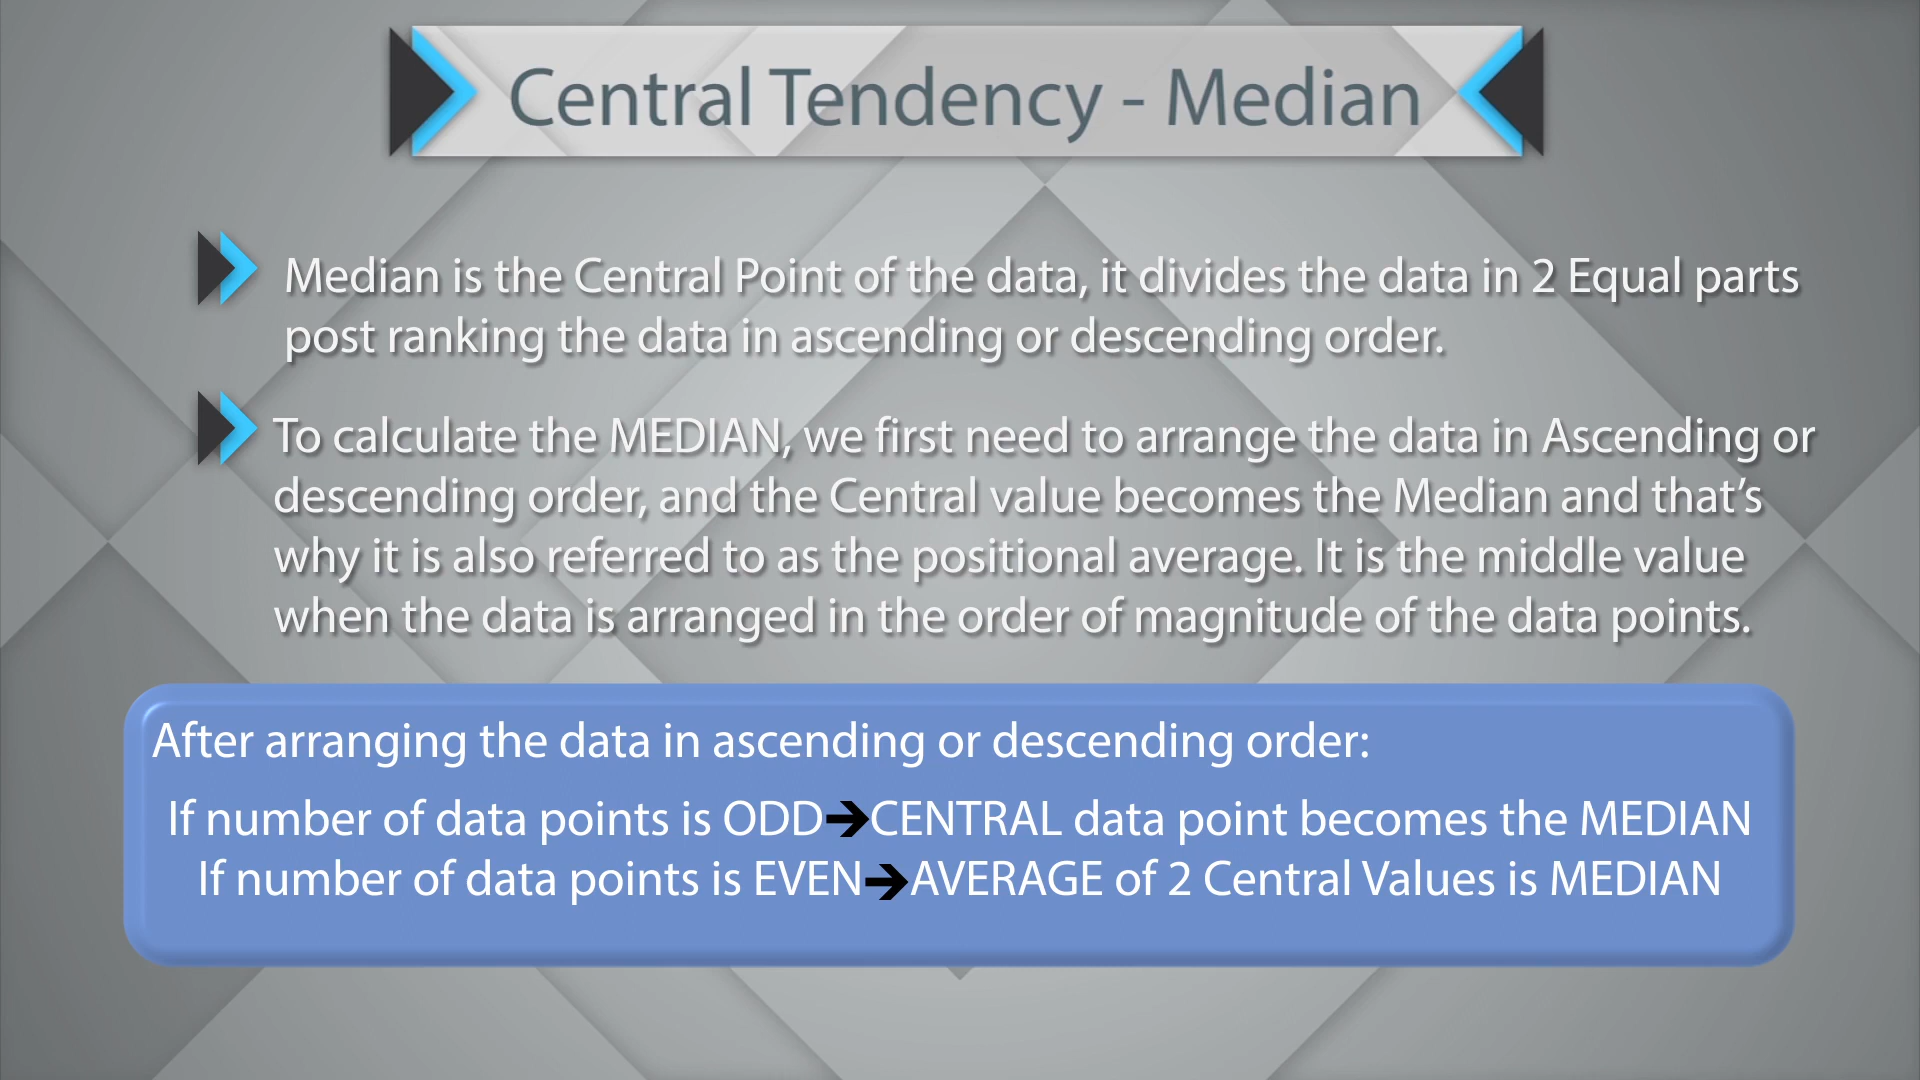 Central Tendency - Median
Median is the Central Point of the data, it divides the data in 2 Equal parts
post ranking the data in ascending or descending order.
To calculate the MEDIAN, we first need to arrange the data in Ascending or
descending order, and the Central value becomes the Median and that’s
why it is also referred to as the positional average. It is the middle value
when the data is arranged in the order of magnitude of the data points.
After arranging the data in ascending or descending order:
If number of data points is ODD➔CENTRAL data point becomes the MEDIAN
If number of data points is EVEN➔AVERAGE of 2 Central Values is MEDIAN